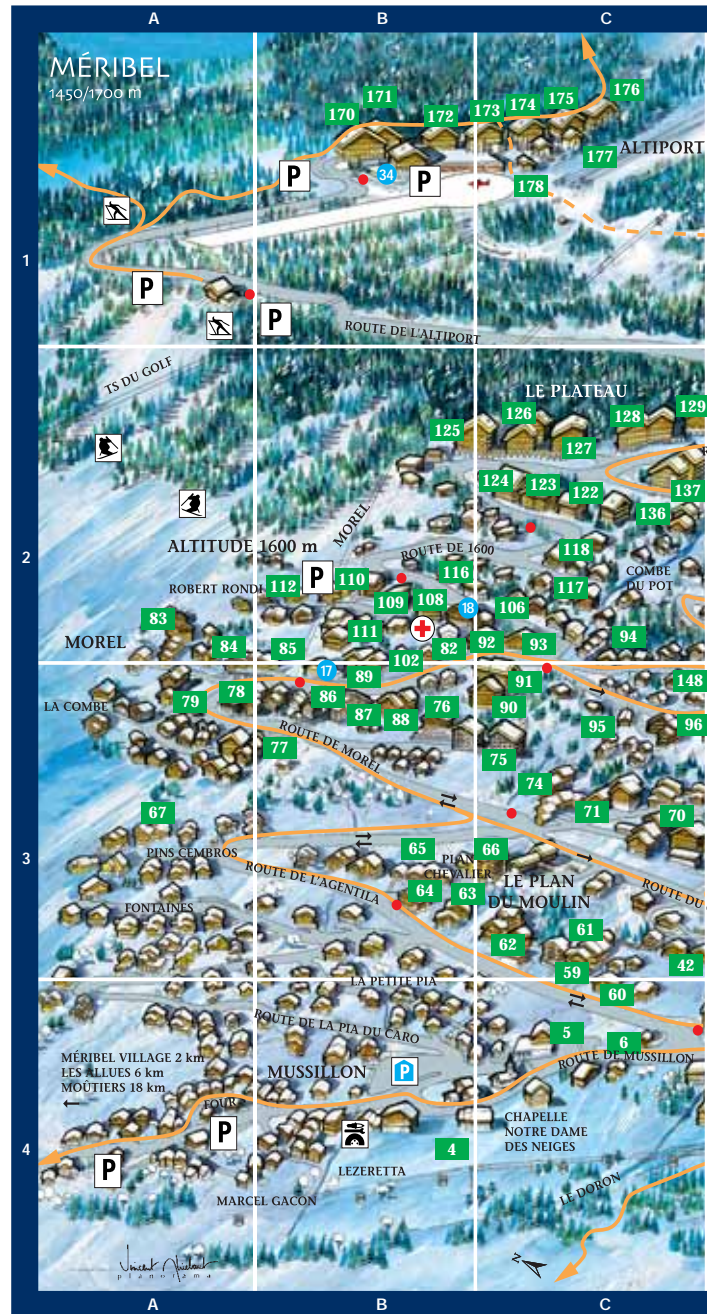 A B C
MÉRIBEL
1450/1700 m
171
176
170
172
173
174
175
ALTIPORT
177
34
P
P
178
1
P
P
ROUTE DE L'ALTIPORT
TS DU GOLF
LE PLATEAU
126
128
129
125
127
124
123
122
137
136
MOREL
ALTITUDE 1600 m
ROUTE DE 1600
118
2
116
COMBE
DU POT
ROBERT RONDI
112
P
110
117
109
108
18
106
83
111
94
MOREL
84
85
82
92
93
102
17
89
91
148
79
78
86
LA COMBE
76
90
87
88
95
96
77
ROUTE DE MOREL
75
74
67
71
70
65
66
PINS CEMBROS
PLAN
CHEVALIER
3
LE PLAN
DU MOULIN
ROUTE DE L'AGENTILA
64
63
ROUTE DU
FONTAINES
62
61
42
59
LA PETITE PIA
60
ROUTE DE LA PIA DU CARO
5
6
MÉRIBEL VILLAGE 2 km
LES ALLUES 6 km
MOÛTIERS 18 km
MUSSILLON
P
ROUTE DE MUSSILLON
FOUR
CHAPELLE
NOTRE DAME
DES NEIGES
P
4
4
P
LEZERETTA
LE DORON
MARCEL GACON
N
Vincent Thiebaut
planorama
A B C